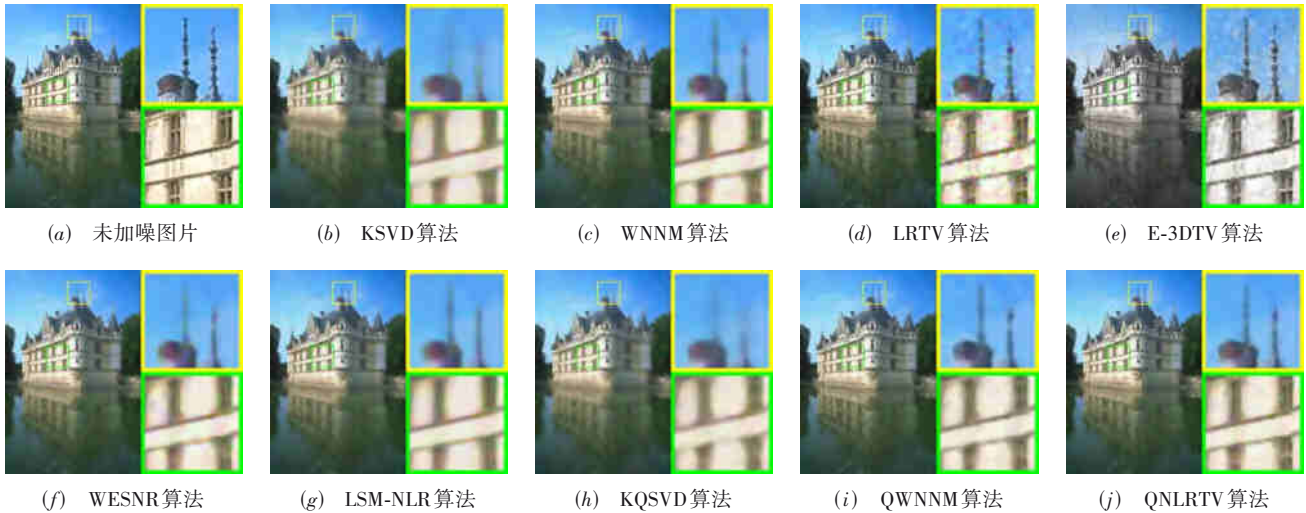 (a) 未加噪图片
(b) KSVD算法
(c) WNNM算法
(d) LRTV算法
(e) E-3DTV算法
(f) WESNR算法
(g) LSM-NLR算法
(h) KQSVD算法
(i) QWNNM算法
(j) QNLRTV算法